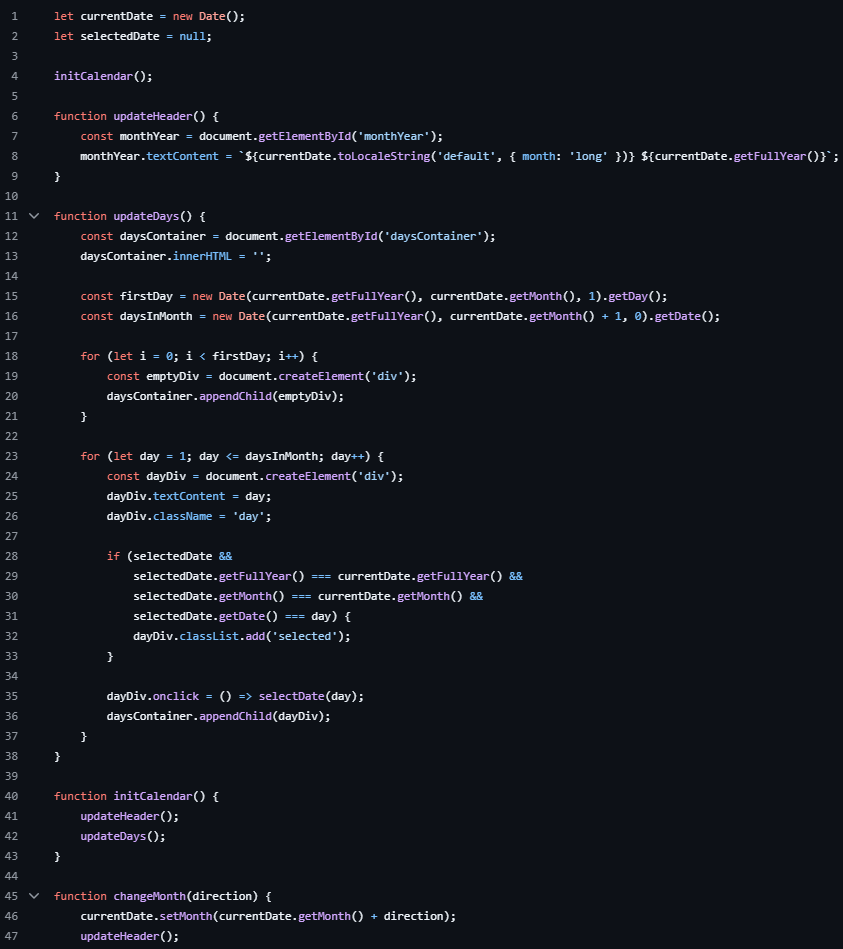 1 let currentDate = new Date();
2 let selectedDate = null;
3
4 initCalendar();
5
6 function updateHeader() {
7     const monthYear = document.getElementById('monthYear');
8     monthYear.textContent = `${currentDate.toLocaleString('default', { month: 'long' })} ${currentDate.getFullYear()}`;
9 }
10
11 function updateDays() {
12     const daysContainer = document.getElementById('daysContainer');
13     daysContainer.innerHTML = '';
14
15     const firstDay = new Date(currentDate.getFullYear(), currentDate.getMonth(), 1).getDay();
16     const daysInMonth = new Date(currentDate.getFullYear(), currentDate.getMonth() + 1, 0).getDate();
17
18     for (let i = 0; i < firstDay; i++) {
19         const emptyDiv = document.createElement('div');
20         daysContainer.appendChild(emptyDiv);
21     }
22
23     for (let day = 1; day <= daysInMonth; day++) {
24         const dayDiv = document.createElement('div');
25         dayDiv.textContent = day;
26         dayDiv.className = 'day';
27
28         if (selectedDate &&
29             selectedDate.getFullYear() === currentDate.getFullYear() &&
30             selectedDate.getMonth() === currentDate.getMonth() &&
31             selectedDate.getDate() === day) {
32             dayDiv.classList.add('selected');
33         }
34
35         dayDiv.onclick = () => selectDate(day);
36         daysContainer.appendChild(dayDiv);
37     }
38 }
39
40 function initCalendar() {
41     updateHeader();
42     updateDays();
43 }
44
45 function changeMonth(direction) {
46     currentDate.setMonth(currentDate.getMonth() + direction);
47     updateHeader();